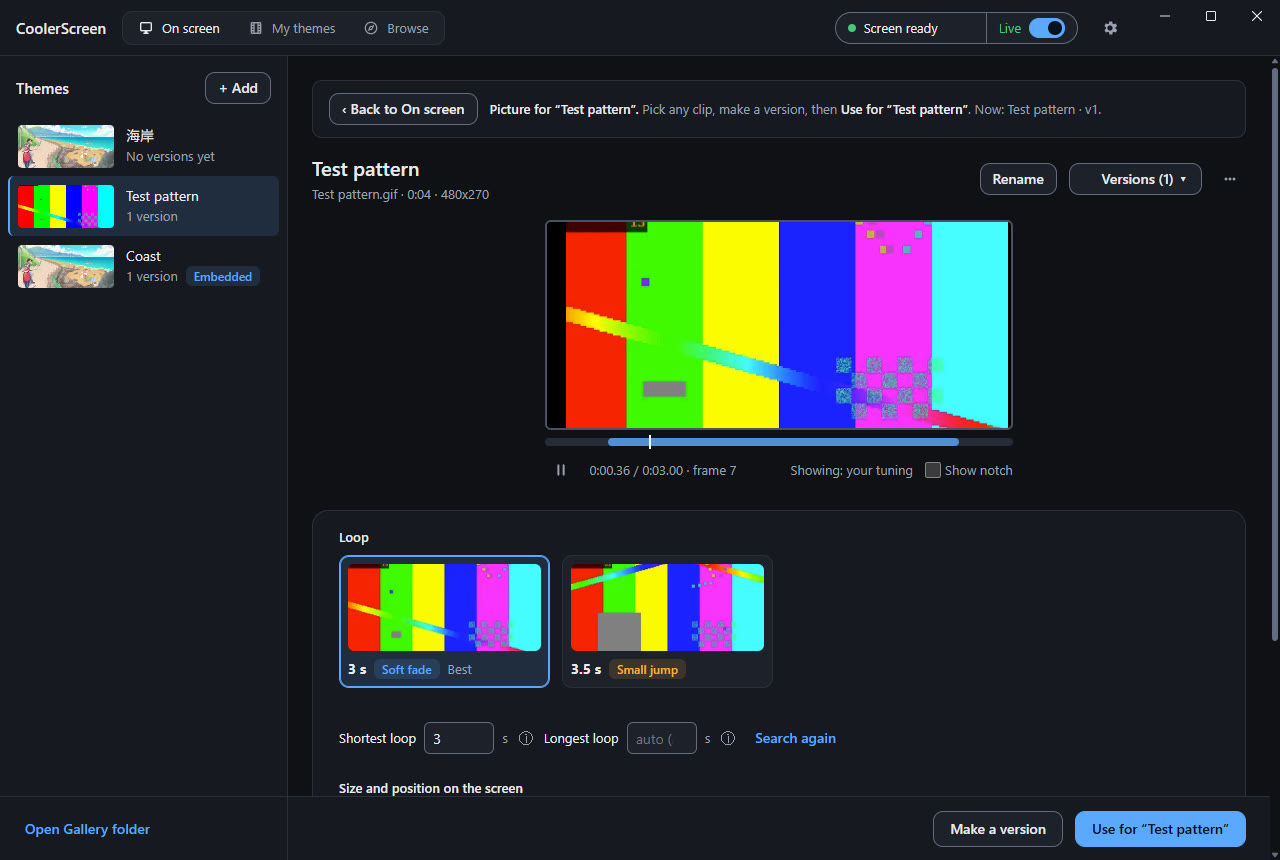 CoolerScreen
On screen
My themes
Browse
Screen ready
Live
Themes
+ Add
海岸
No versions yet
Test pattern
1 version
Coast
1 version Embedded
‹ Back to On screen
Picture for “Test pattern”. Pick any clip, make a version, then Use for “Test pattern”. Now: Test pattern · v1.
Test pattern
Test pattern.gif · 0:04 · 480x270
Rename
Versions (1)
0:00.36 / 0:03.00 · frame 7
Showing: your tuning
Show notch
Loop
3 s Soft fade Best
3.5 s Small jump
Shortest loop 3 s
Longest loop auto ( s
Search again
Size and position on the screen
Open Gallery folder
Make a version
Use for “Test pattern”